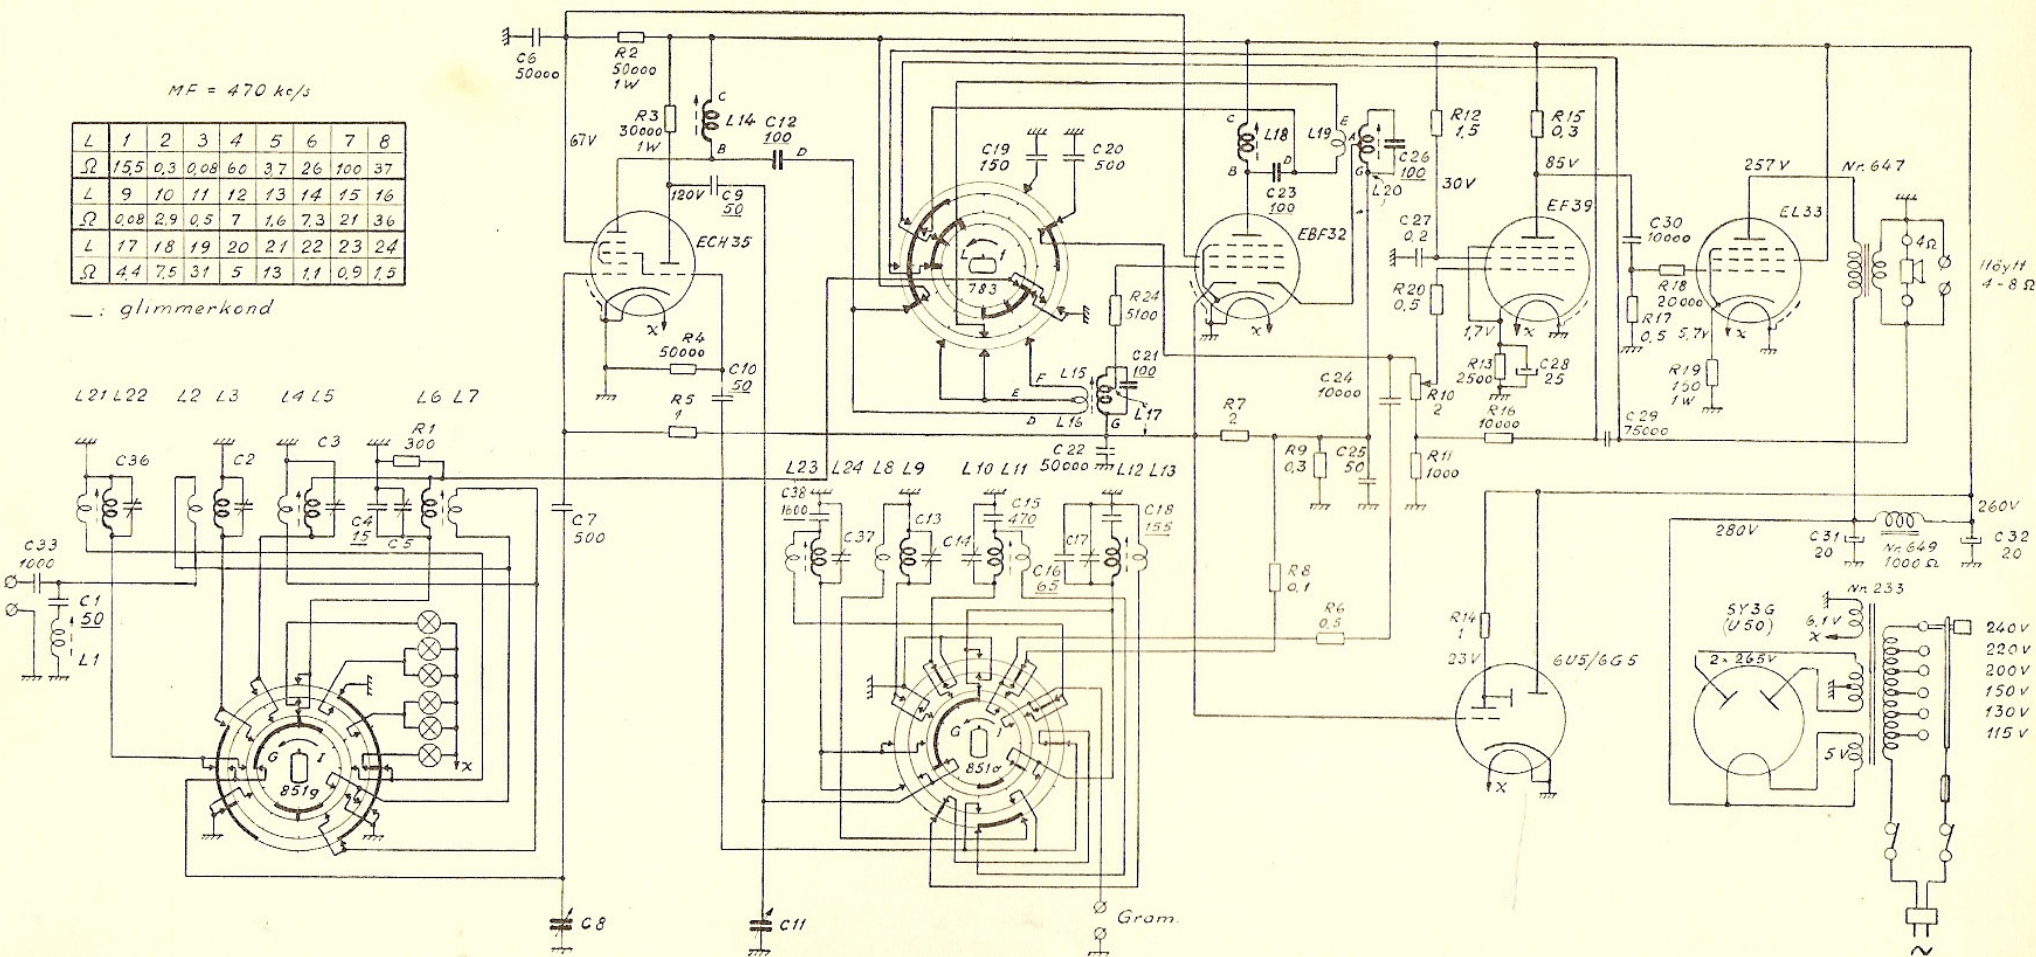 MF = 470 kc/s
L 1 2 3 4 5 6 7 8
Ω 15,5 0,3 0,08 60 3,7 26 100 37
L 9 10 11 12 13 14 15 16
Ω 0,08 2,9 0,5 7 1,6 7,3 21 36
L 17 18 19 20 21 22 23 24
Ω 4,4 7,5 31 5 13 1,1 0,9 1,5
_ : glimmerkond
C6
50000
R2
50000
1W
R3
30000
1W
C
L14
B
C12
100
D
67V
120V
C9
50
ECH35
x
R4
50000
C10
50
R5
1
C7
500
C19
150
C20
500
L 1
783
F
E
D
L15
L16
C21
100
L17
G
C22
50000
R24
5100
C
L18
B
D
C23
100
E
L19
A
C26
100
G
L20
EBF32
x
R7
2
R9
0,3
C25
50
C24
10000
R10
2
R11
1000
R16
10000
C29
75000
R12
1,5
30V
C27
0,2
R20
0,5
R15
0,3
85V
EF39
1,7V
x
R13
2500
C28
25
C30
10000
R18
20000
R17
0,5
5,7V
257V
EL33
x
R19
150
1W
Nr. 647
4Ω
Høytt
4-8 Ω
L21 L22 L2 L3 L4 L5 L6 L7
R1
300
C36
C2
C3
C4
15
C5
C33
1000
C1
50
L1
G I
851g
x
C8
C11
L23 L24 L8 L9 L10 L11 L12 L13
C38
1600
C37
C13
C14
C15
470
C16
65
C17
C18
155
G I
851a
Gram.
R8
0,1
R6
0,5
R14
1
23V
6U5/6G5
x
280V
C31
20
Nr. 649
1000 Ω
260V
C32
20
Nr. 233
5Y3G
(U50)
6,1V
x
2 x 265V
5V
240V
220V
200V
150V
130V
115V
~